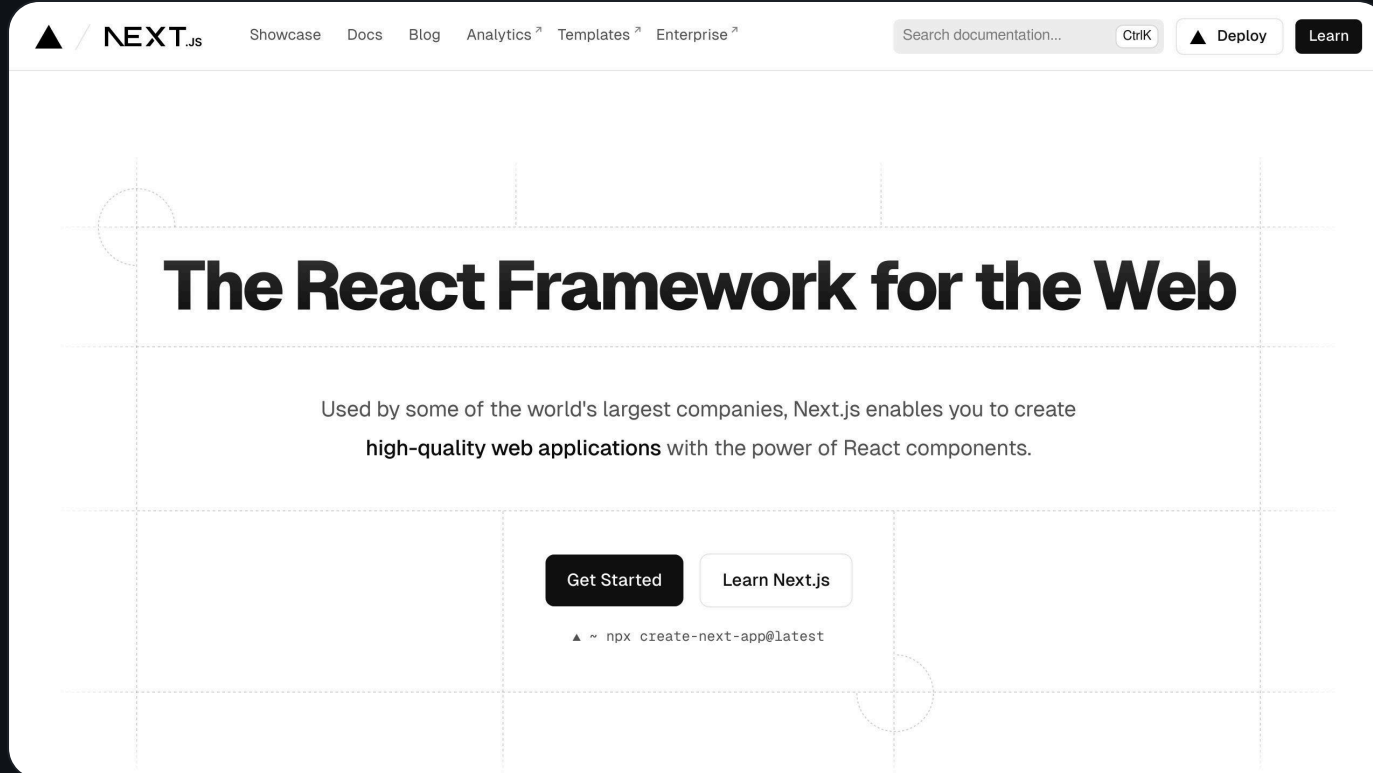 NEXT.JS
Showcase
Docs
Blog
Analytics
Templates
Enterprise
Search documentation...
CtrlK
Deploy
Learn
The React Framework for the Web
Used by some of the world's largest companies, Next.js enables you to create
high-quality web applications with the power of React components.
Get Started
Learn Next.js
▲ ~ npx create-next-app@latest